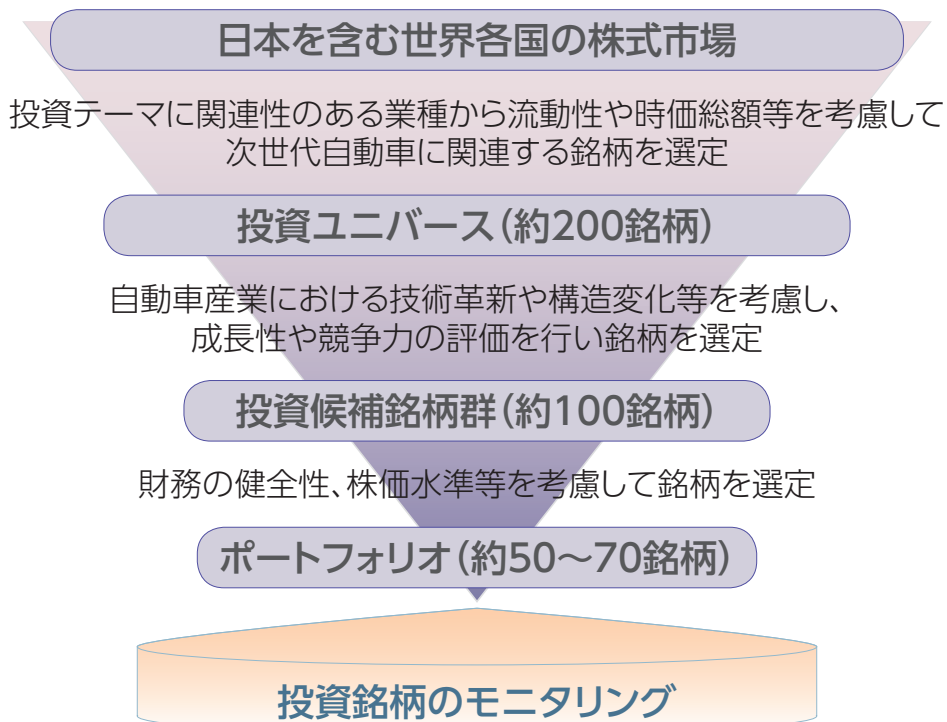 日本を含む世界各国の株式市場
投資テーマに関連性のある業種から流動性や時価総額等を考慮して
次世代自動車に関連する銘柄を選定
投資ユニバース(約200銘柄)
自動車産業における技術革新や構造変化等を考慮し、
成長性や競争力の評価を行い銘柄を選定
投資候補銘柄群(約100銘柄)
財務の健全性、株価水準等を考慮して銘柄を選定
ポートフォリオ(約50〜70銘柄)
投資銘柄のモニタリング